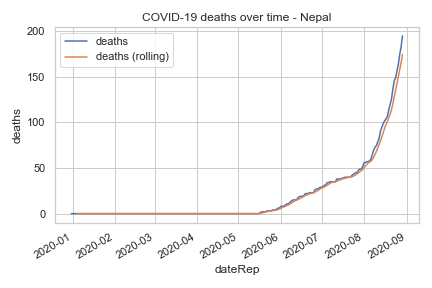 COVID-19 deaths over time - Nepal
deaths
deaths (rolling)
200
150
100
50
0
deaths
2020-01
2020-02
2020-03
2020-04
2020-05
2020-06
2020-07
2020-08
2020-09
dateRep